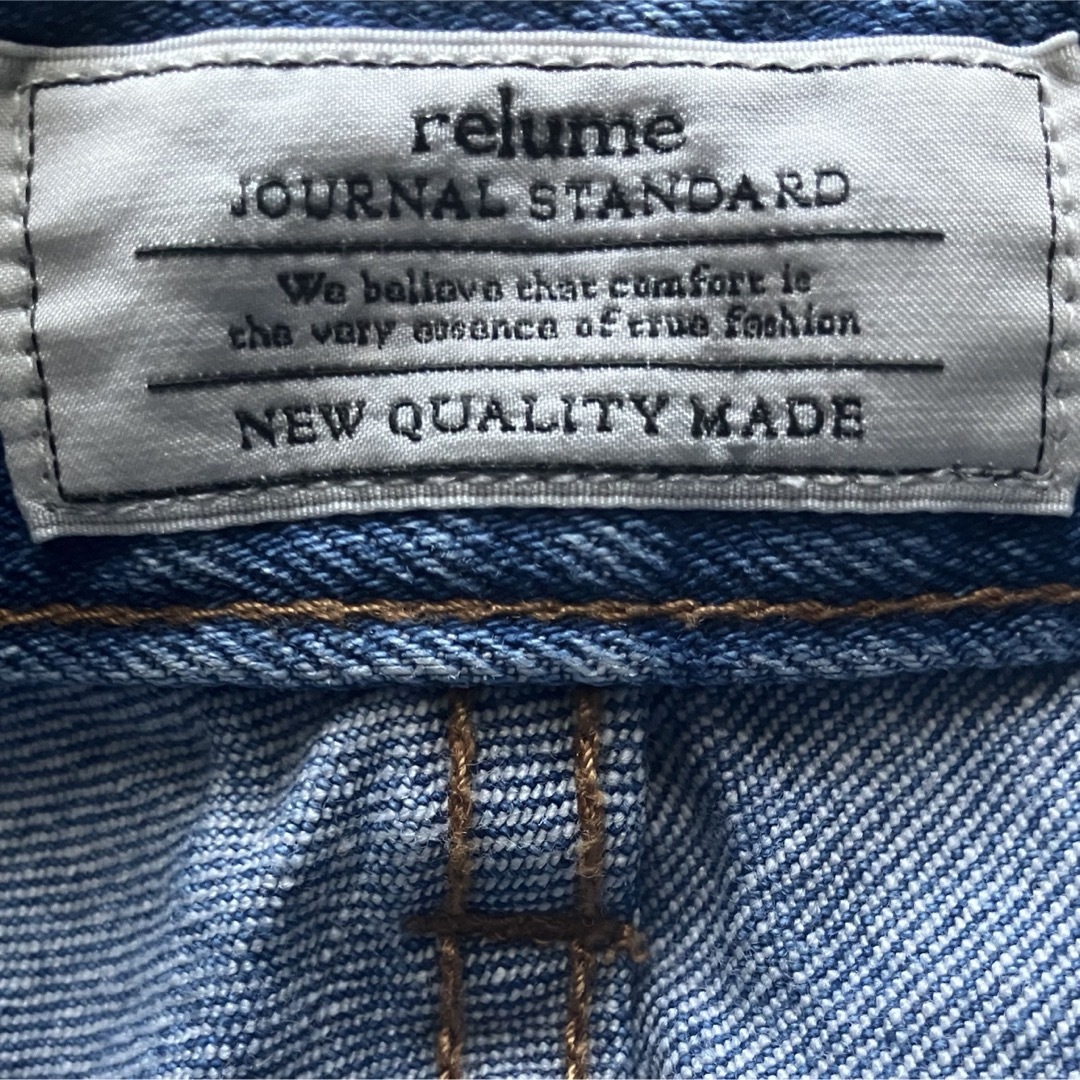 relume
JOURNAL STANDARD
We believe that comfort is
the very essence of true fashion
NEW QUALITY MADE